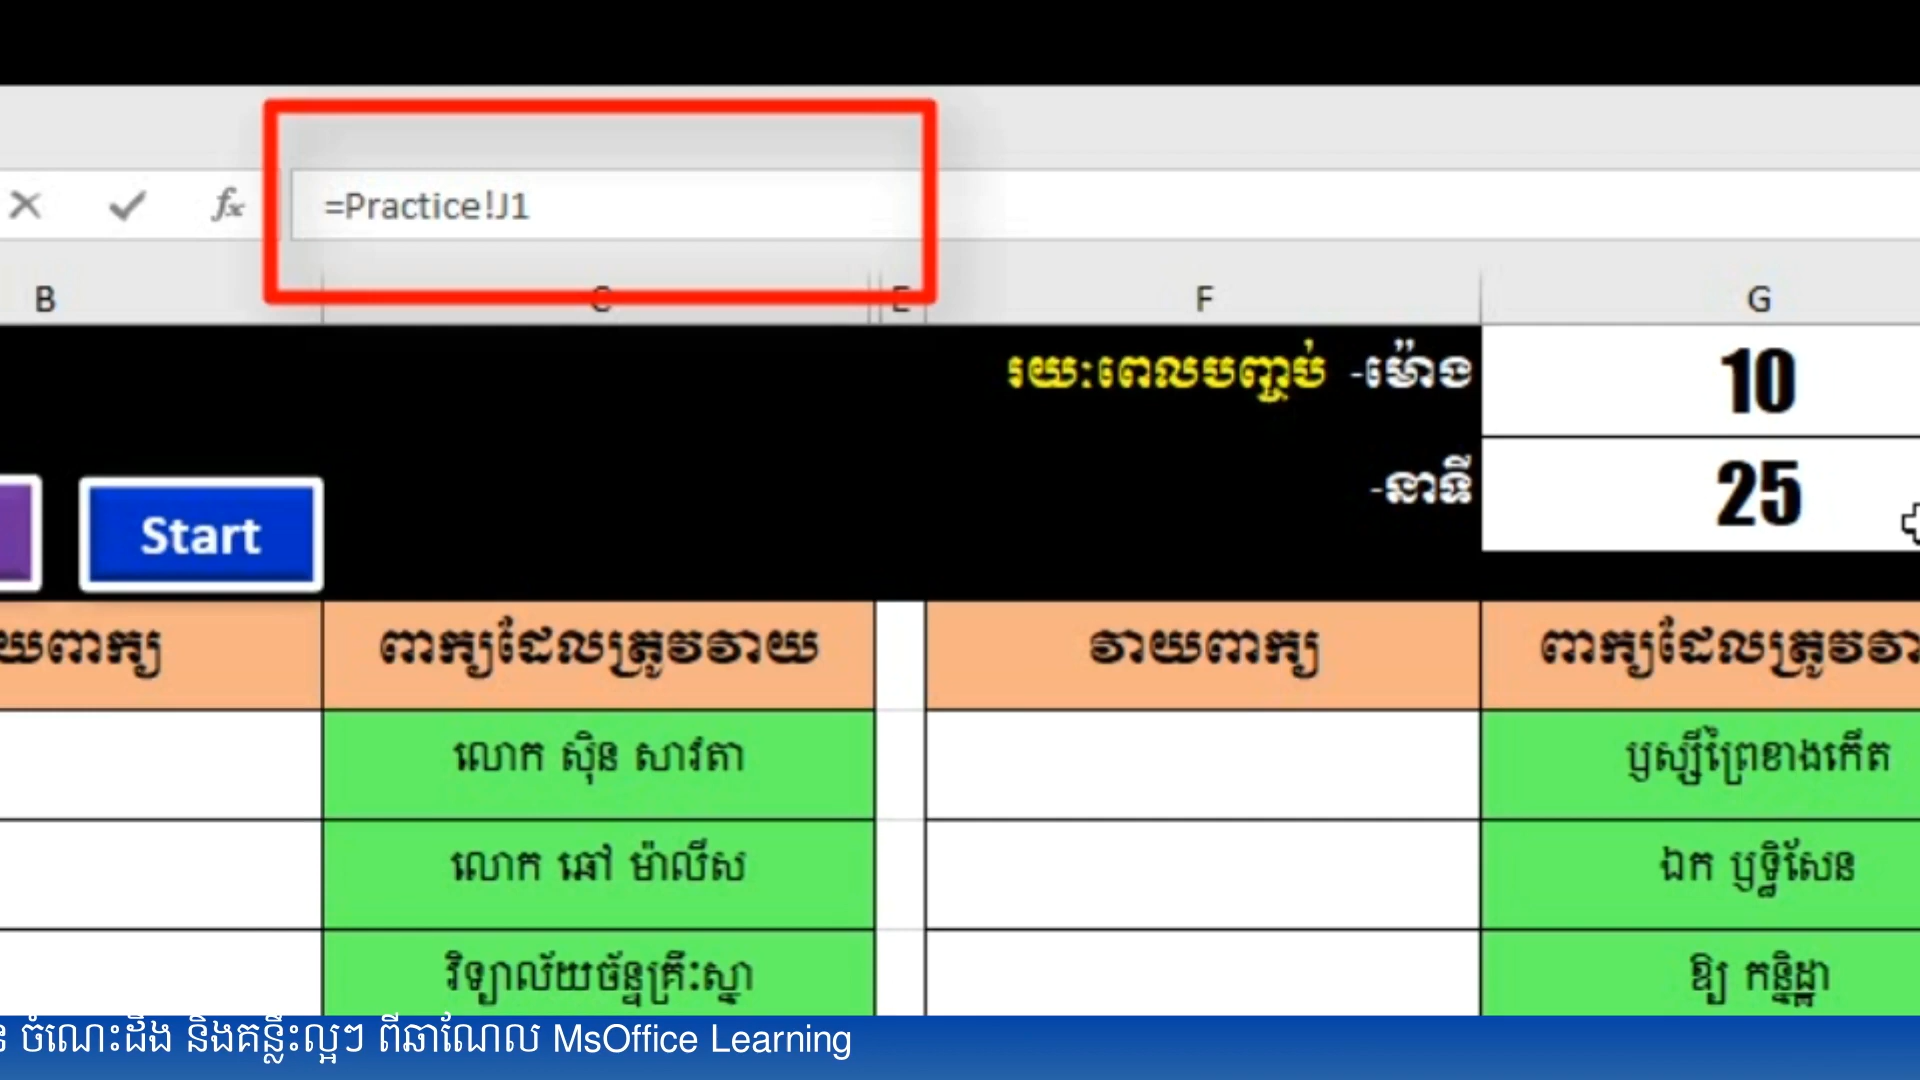 fx =Practice!J1
B C E F G
រយៈពេលបញ្ចប់ -ម៉ោង 10
-នាទី 25
Start
ពាក្យដែលត្រូវវាយ វាយពាក្យ
លោក ស៊ិន សាវតា ឫស្សីព្រៃខាងកើត
លោក ឆៅ ម៉ាលីស ឯក ឫទ្ធិសែន
វិទ្យាល័យច័ន្ទគ្រីៈស្នា ឱ្យ កន្និដ្ឋា
ចំណេះដឹង និងគន្លឹះល្អៗ ពីឆាណែល MsOffice Learning